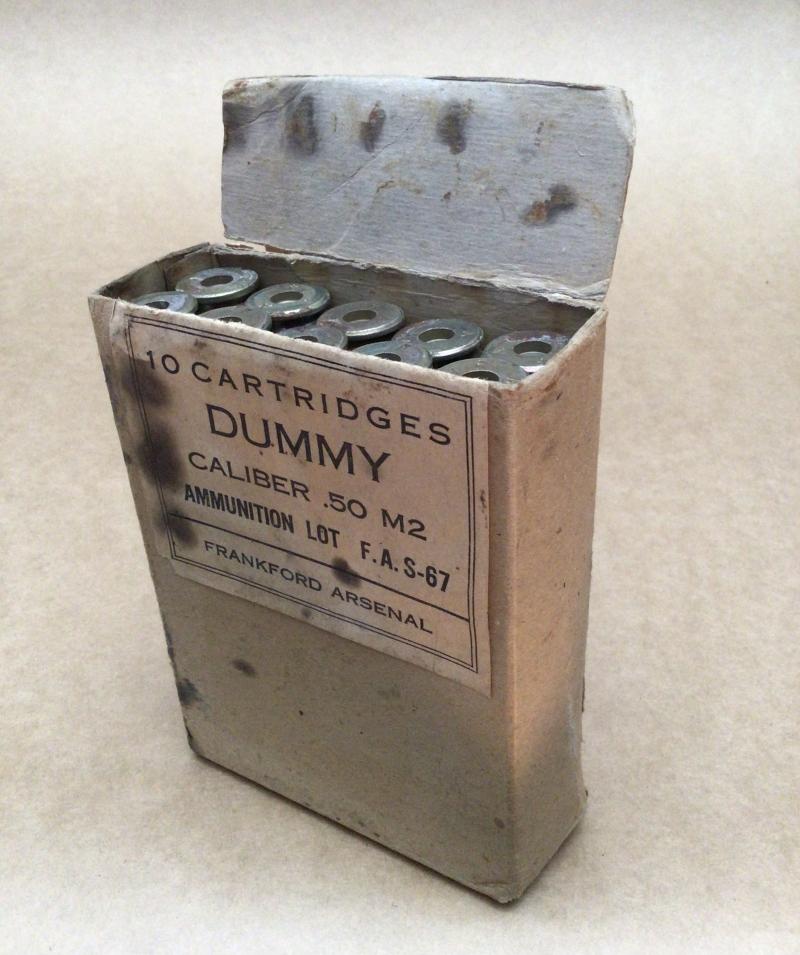 10 CARTRIDGES
DUMMY
CALIBER .50 M2
AMMUNITION LOT F.A. S-67
FRANKFORD ARSENAL